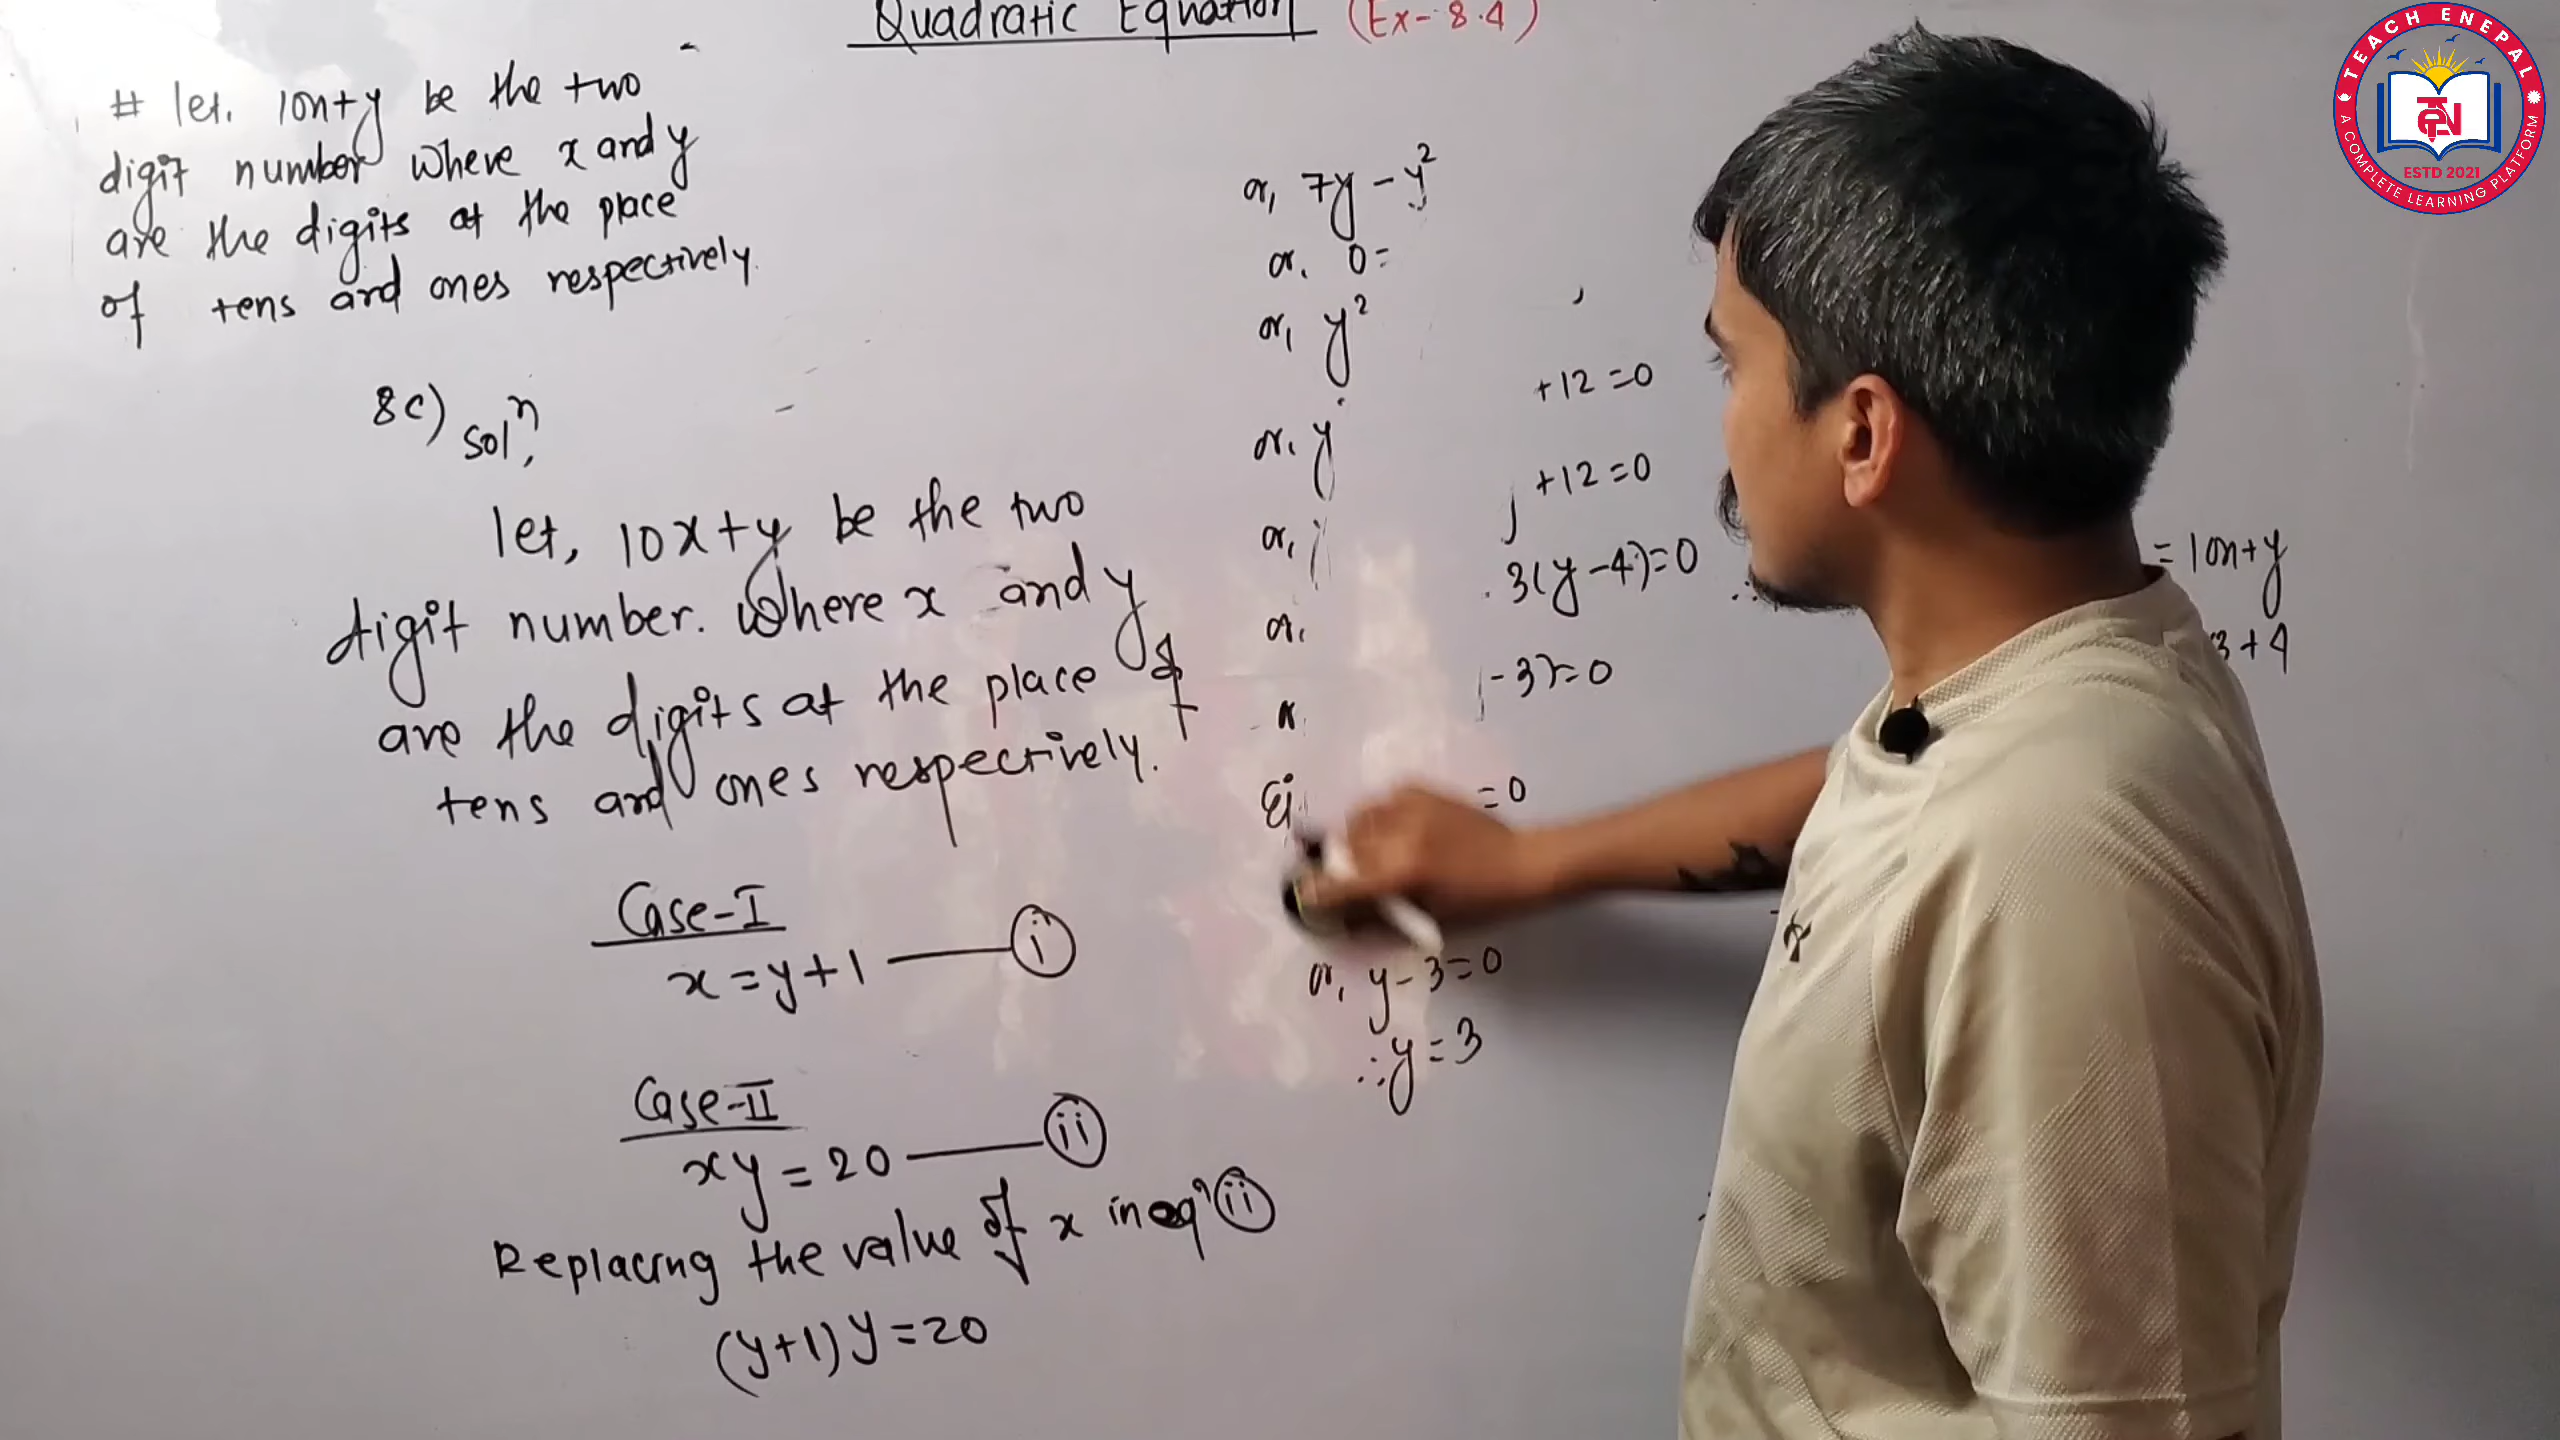 Quadratic Equation (Ex-8.4)
# let. 10x+y be the two
digit number where x and y
are the digits at the place
of tens and ones respectively.
8c) Solⁿ,
let, 10x+y be the two
digit number. Where x and y
are the digits at the place of
tens and ones respectively.
Case-I
x=y+1 ——— (i)
Case-II
xy=20 ——— (ii)
Replacing the value of x in eqⁿ (ii)
(y+1)y=20
or, 7y-y²
or, 0=
or, y²
+12=0
or, y
+12=0
or,
3(y-4)=0
or,
-3)=0
=0
or, y-3=0
∴y=3
=10x+y
3+4
TEACH ENEPAL
A COMPLETE LEARNING PLATFORM
ESTD 2021